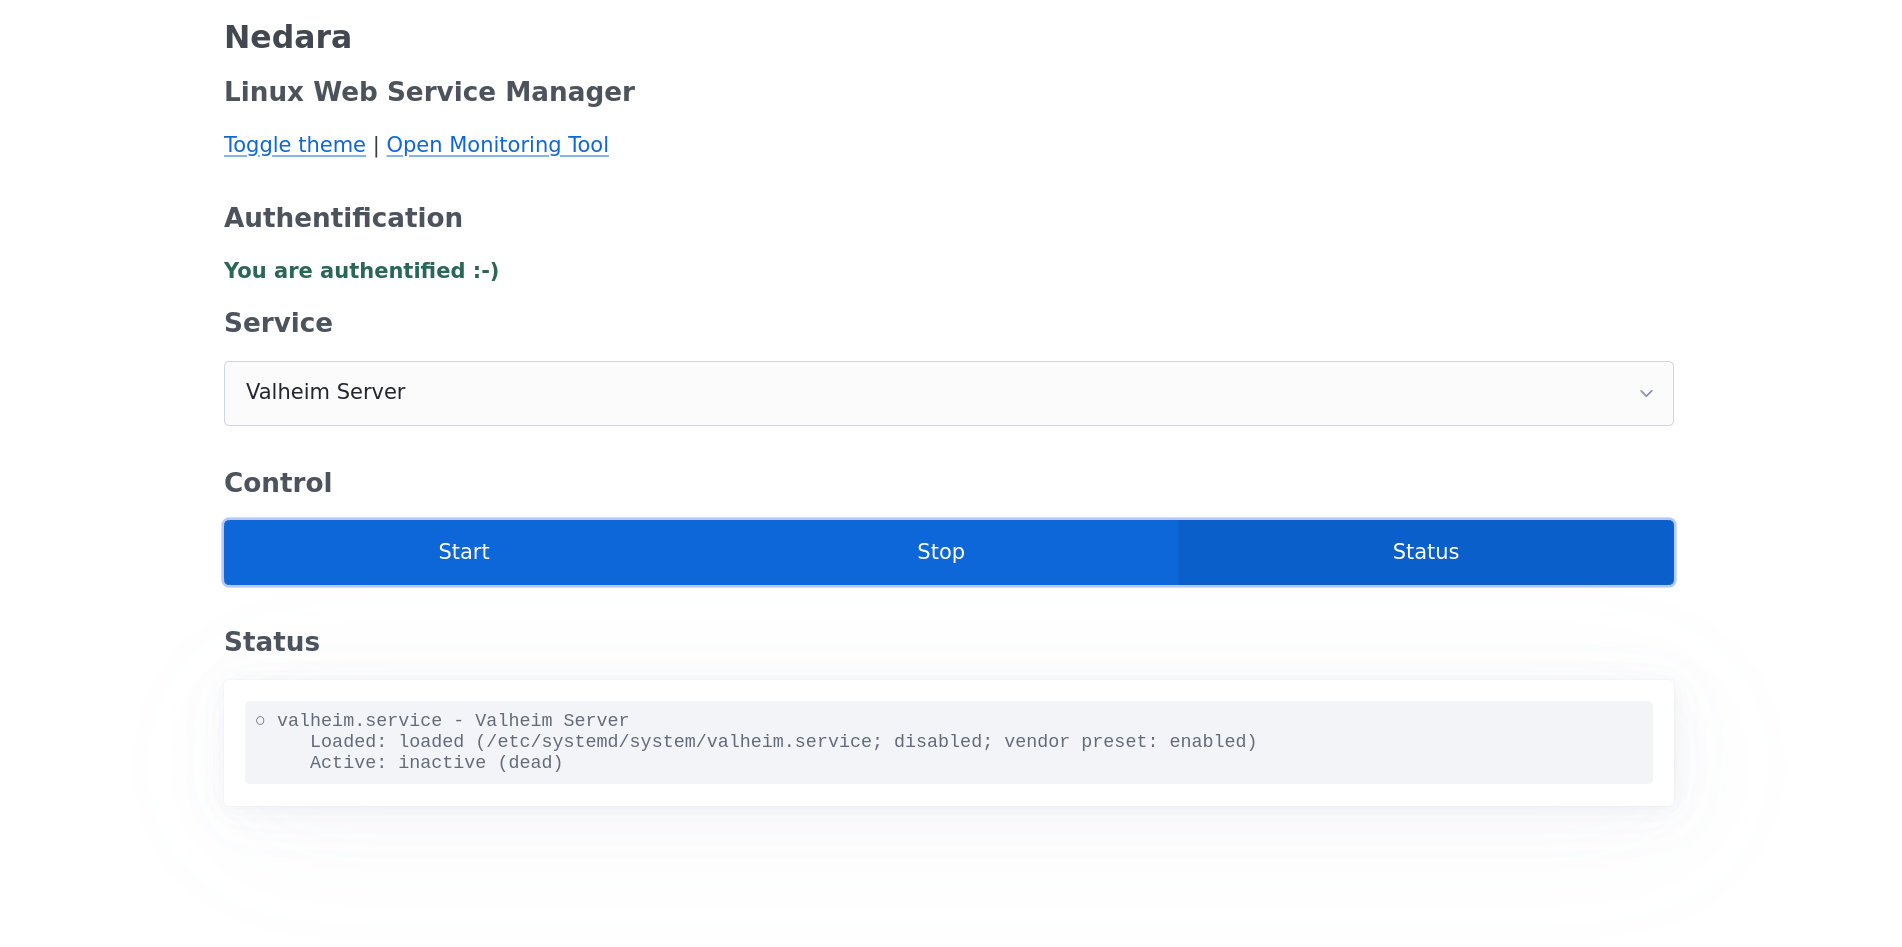 Nedara
Linux Web Service Manager
Toggle theme | Open Monitoring Tool
Authentification
You are authentified :-)
Service
Valheim Server
Control
Start Stop Status
Status
○ valheim.service - Valheim Server
Loaded: loaded (/etc/systemd/system/valheim.service; disabled; vendor preset: enabled)
Active: inactive (dead)